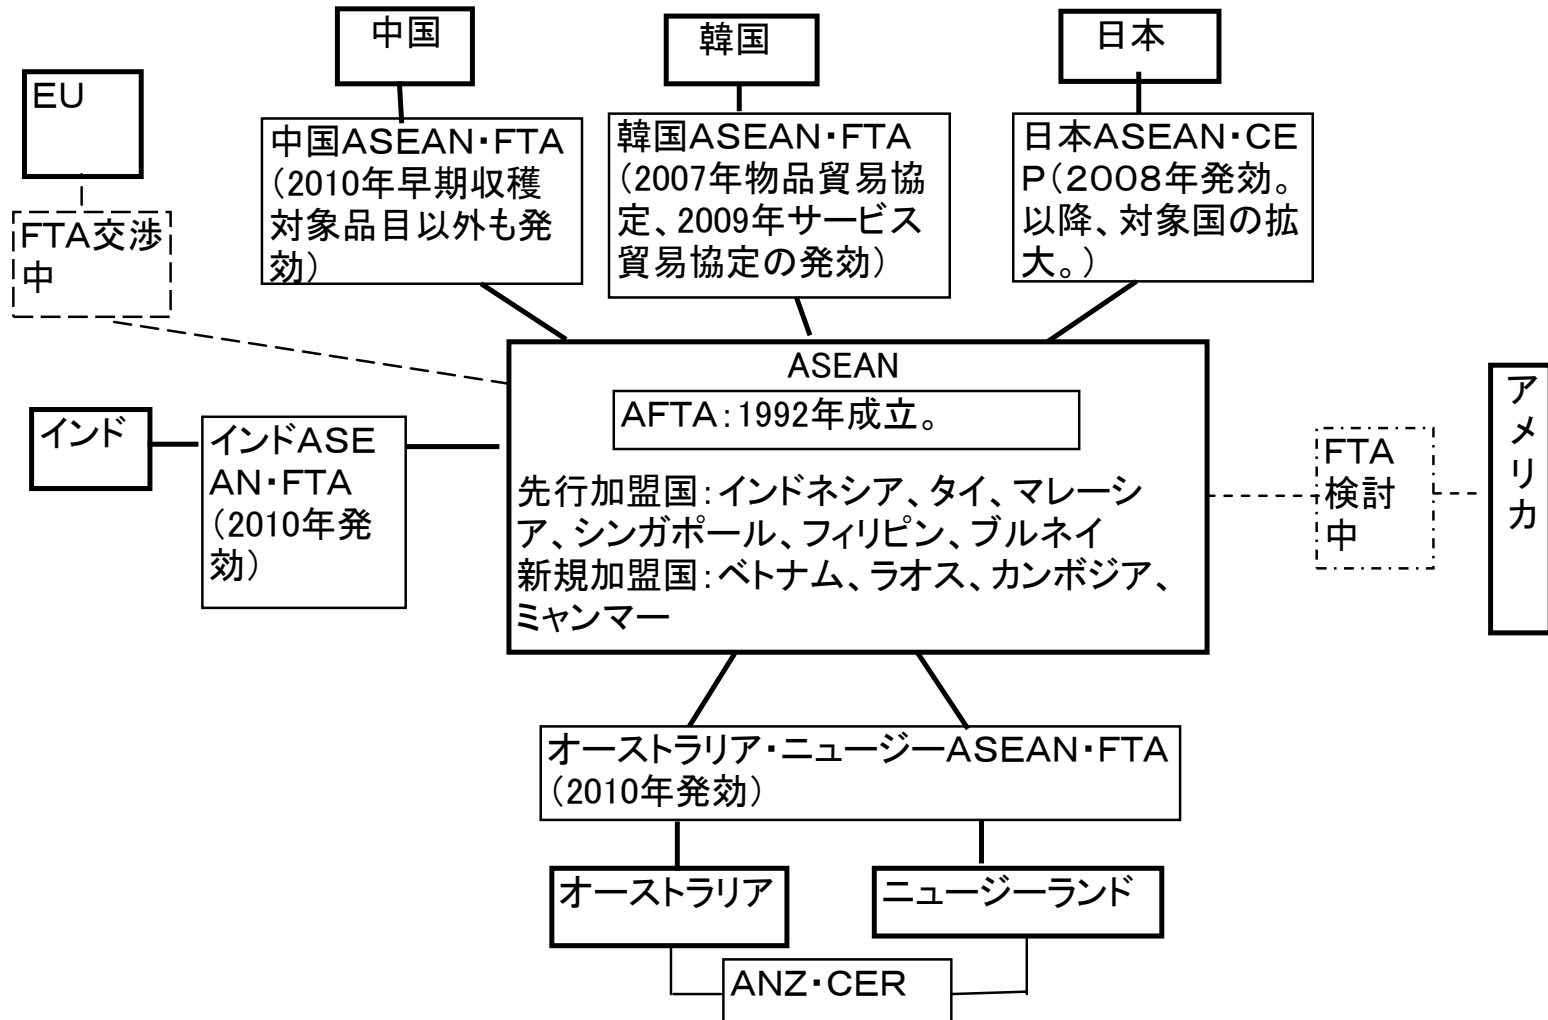 中国
韓国
日本
EU
中国ASEAN・FTA
（2010年早期収穫
対象品目以外も発
効）
韓国ASEAN・FTA
（2007年物品貿易協
定、2009年サービス
貿易協定の発効）
日本ASEAN・CE
P（2008年発効。
以降、対象国の拡
大。）
FTA交渉
中
ASEAN
AFTA：1992年成立。
先行加盟国：インドネシア、タイ、マレーシ
ア、シンガポール、フィリピン、ブルネイ
新規加盟国：ベトナム、ラオス、カンボジア、
ミャンマー
インド
インドASE
AN・FTA
（2010年発
効）
FTA
検討
中
アメリカ
オーストラリア・ニュージーASEAN・FTA
（2010年発効）
オーストラリア
ニュージーランド
ANZ・CER